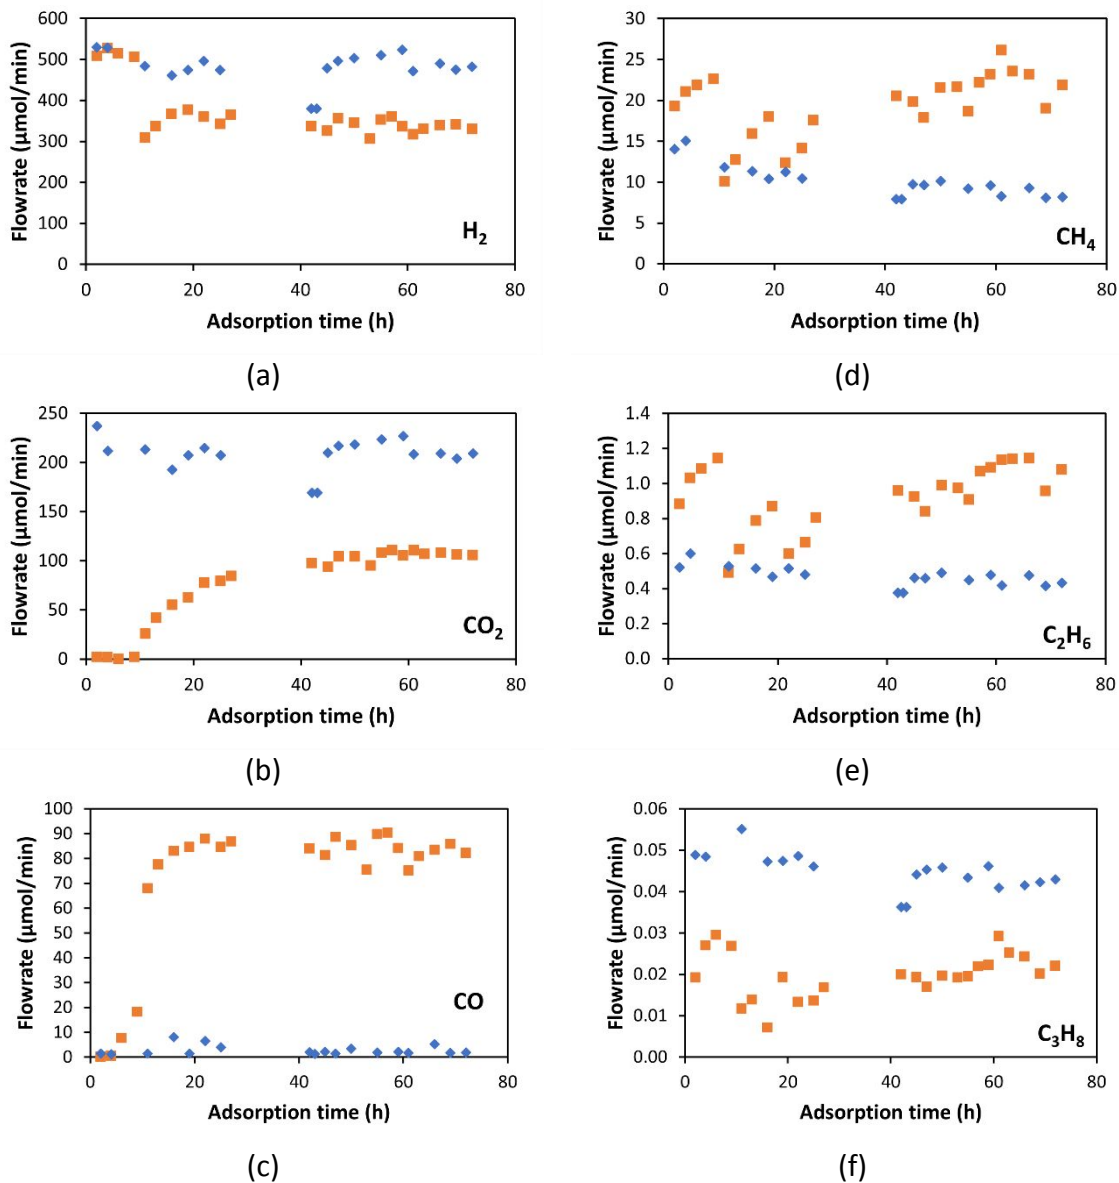 Flowrate (μmol/min)
600
500
400
300
200
100
0
H₂
0 20 40 60 80
Adsorption time (h)
(a)
Flowrate (μmol/min)
30
25
20
15
10
5
0
CH₄
0 20 40 60 80
Adsorption time (h)
(d)
Flowrate (μmol/min)
250
200
150
100
50
0
CO₂
0 20 40 60 80
Adsorption time (h)
(b)
Flowrate (μmol/min)
1.4
1.2
1.0
0.8
0.6
0.4
0.2
0.0
C₂H₆
0 20 40 60 80
Adsorption time (h)
(e)
Flowrate (μmol/min)
100
90
80
70
60
50
40
30
20
10
0
CO
0 20 40 60 80
Adsorption time (h)
(c)
Flowrate (μmol/min)
0.06
0.05
0.04
0.03
0.02
0.01
0.00
C₃H₈
0 20 40 60 80
Adsorption time (h)
(f)